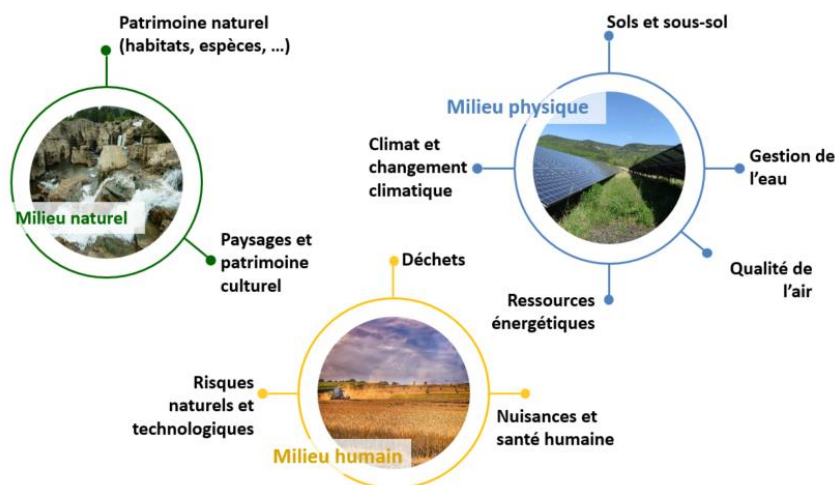 Patrimoine naturel
(habitats, espèces, …)
Milieu naturel
Paysages et
patrimoine
culturel
Sols et sous-sol
Milieu physique
Climat et
changement
climatique
Gestion de
l’eau
Qualité de
l’air
Ressources
énergétiques
Déchets
Risques
naturels et
technologiques
Nuisances et
santé humaine
Milieu humain